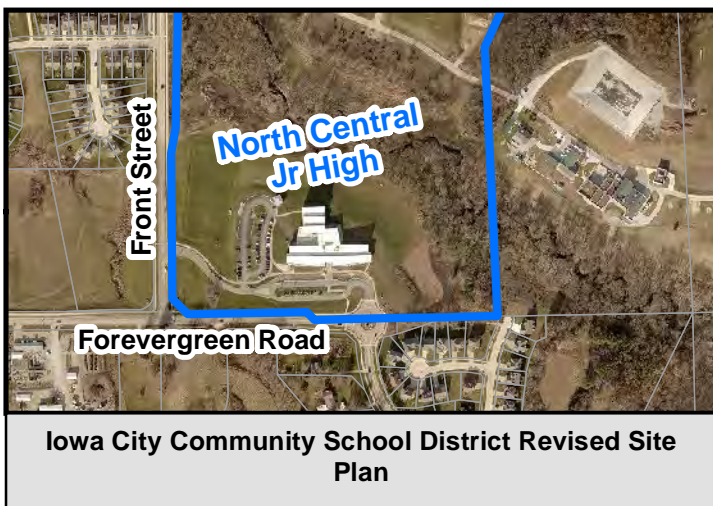 North Central
Jr High
Front Street
Forevergreen Road
Iowa City Community School District Revised Site
Plan